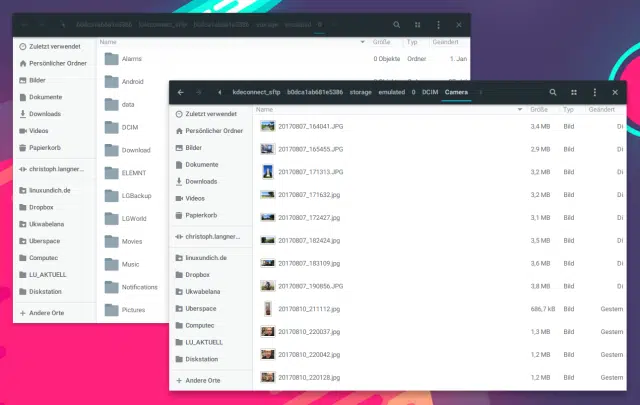 b0dca1ab681e5386 kdeconnect_sftp b0dca1ab681e5386 storage emulated 0
Zuletzt verwendet
Persönlicher Ordner
Bilder
Dokumente
Downloads
Videos
Papierkorb
christoph.langner...
linuxundich.de
Dropbox
Ukwabelana
Uberspace
Computec
LU_AKTUELL
Diskstation
Andere Orte
Name Größe Typ Geändert
Alarms 0 Objekte Ordner 1. Jan
Android
data
DCIM
Download
ELEMNT
LGBackup
LGWorld
Movies
Music
Notifications
Pictures
kdeconnect_sftp b0dca1ab681e5386 storage emulated 0 DCIM Camera
Zuletzt verwendet
Persönlicher Ordner
Bilder
Dokumente
Downloads
Videos
Papierkorb
christoph.langner...
linuxundich.de
Dropbox
Ukwabelana
Uberspace
Computec
LU_AKTUELL
Diskstation
Andere Orte
Name Größe Typ Geändert
20170807_164041.JPG 3,4 MB Bild Di
20170807_165455.JPG 2,9 MB Bild Di
20170807_171313.JPG 3,2 MB Bild Di
20170807_171632.jpg 3,2 MB Bild Di
20170807_172427.jpg 3,1 MB Bild Di
20170807_182424.jpg 3,5 MB Bild Di
20170807_183109.jpg 3,6 MB Bild Di
20170807_190856.JPG 3,8 MB Bild Di
20170810_211112.jpg 686,7 kB Bild Gestern
20170810_220037.jpg 1,3 MB Bild Gestern
20170810_220042.jpg 1,2 MB Bild Gestern
20170810_220128.jpg 1,2 MB Bild Gestern